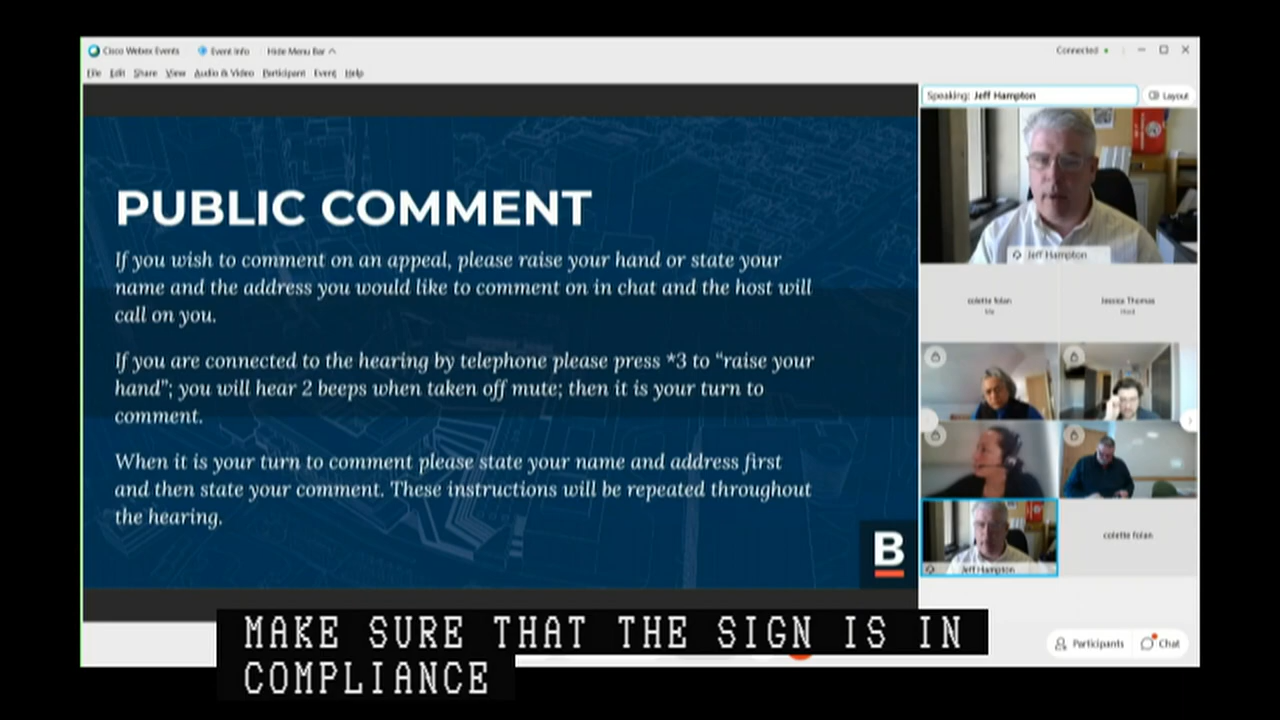 Cisco Webex Events
Event Info
Hide Menu Bar
Connected
File Edit Share View Audio & Video Participant Event Help
Speaking: Jeff Hampton
Layout
Jeff Hampton
colette folan
Me
Jessica Thomas
Host
PUBLIC COMMENT
If you wish to comment on an appeal, please raise your hand or state your
name and the address you would like to comment on in chat and the host will
call on you.
If you are connected to the hearing by telephone please press *3 to “raise your
hand”; you will hear 2 beeps when taken off mute; then it is your turn to
comment.
When it is your turn to comment please state your name and address first
and then state your comment. These instructions will be repeated throughout
the hearing.
B
Jeff Hampton
colette folan
Participants
Chat
MAKE SURE THAT THE SIGN IS IN
COMPLIANCE